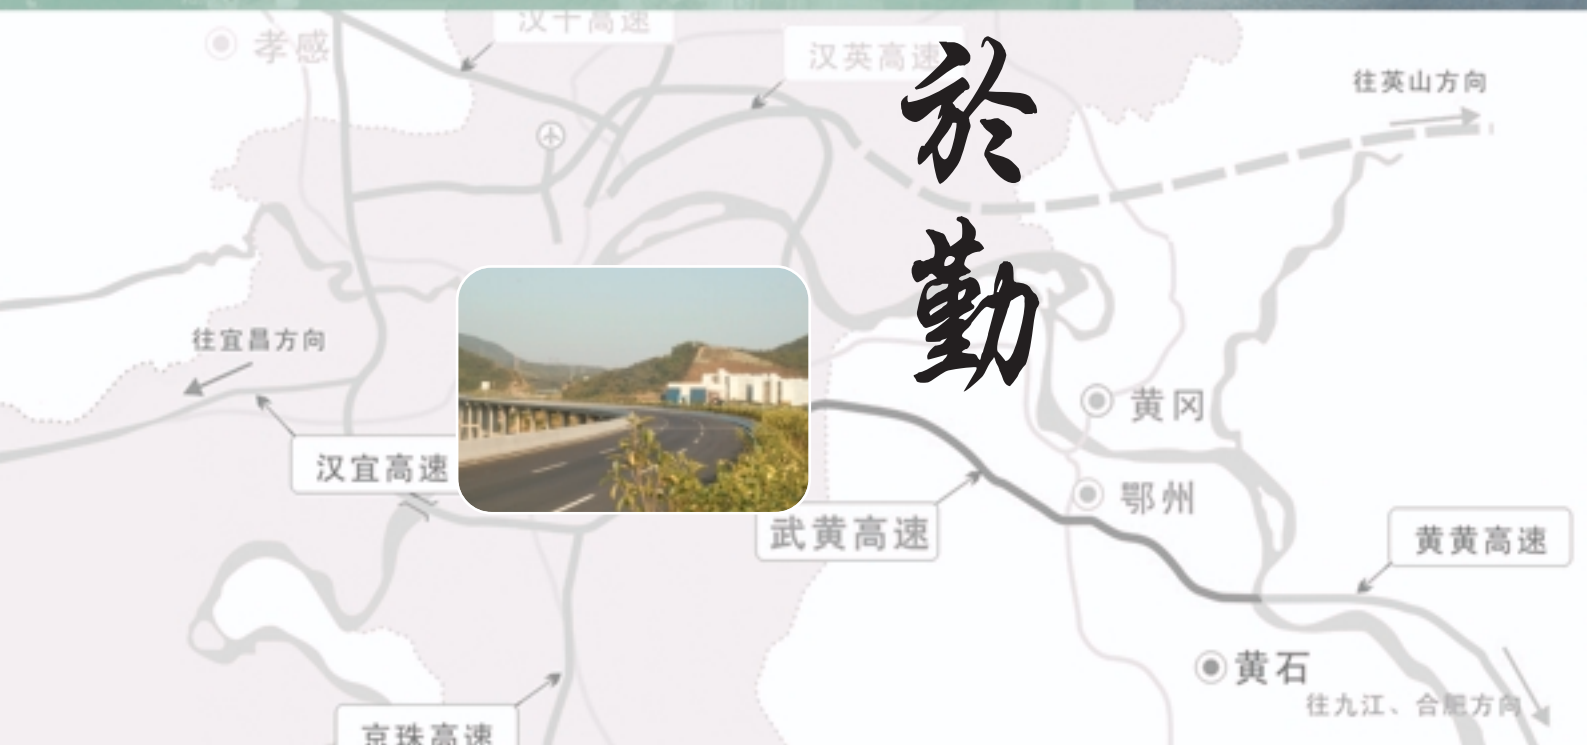 汉十高速
孝感
汉英高速
往英山方向
於
勤
往宜昌方向
黄冈
汉宜高速
鄂州
武黄高速
黄黄高速
黄石
往九江、合肥方向
京珠高速